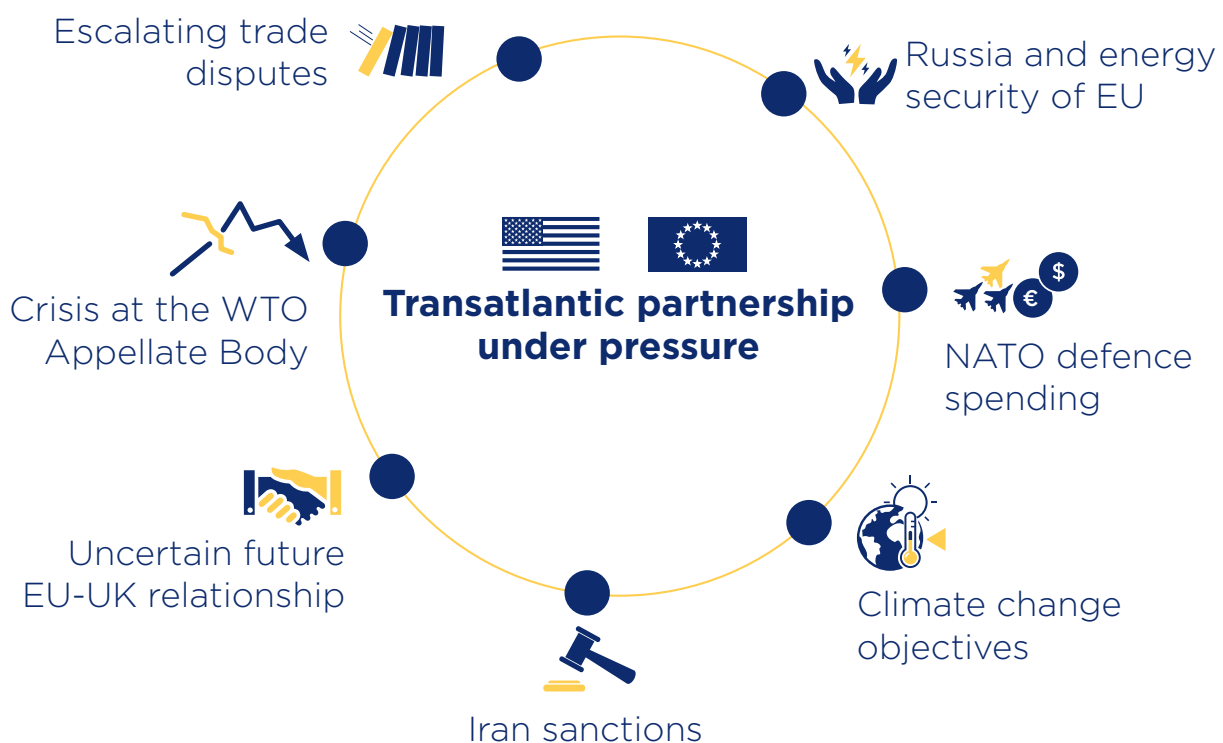 Escalating trade
disputes
Russia and energy
security of EU
Transatlantic partnership
under pressure
$
€
NATO defence
spending
Crisis at the WTO
Appellate Body
Uncertain future
EU-UK relationship
Climate change
objectives
Iran sanctions